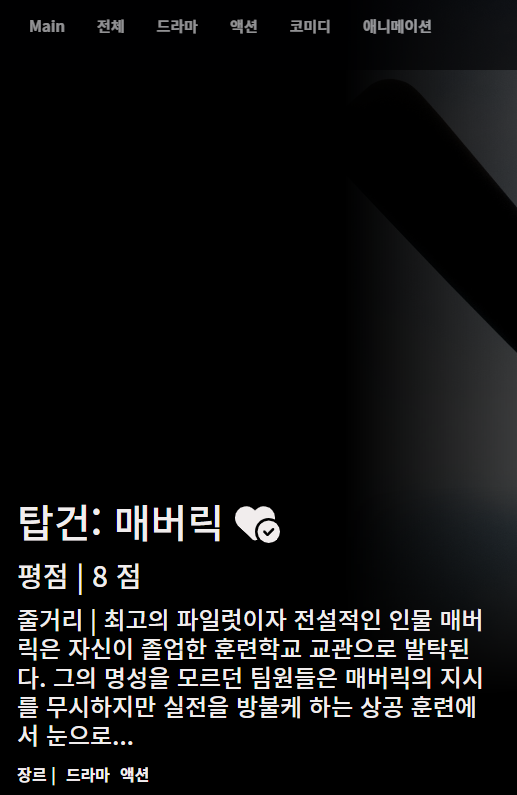 Main 전체 드라마 액션 코미디 애니메이션
탑건: 매버릭
평점 | 8 점
줄거리 | 최고의 파일럿이자 전설적인 인물 매버
릭은 자신이 졸업한 훈련학교 교관으로 발탁된
다. 그의 명성을 모르던 팀원들은 매버릭의 지시
를 무시하지만 실전을 방불케 하는 상공 훈련에
서 눈으로...
장르 | 드라마 액션